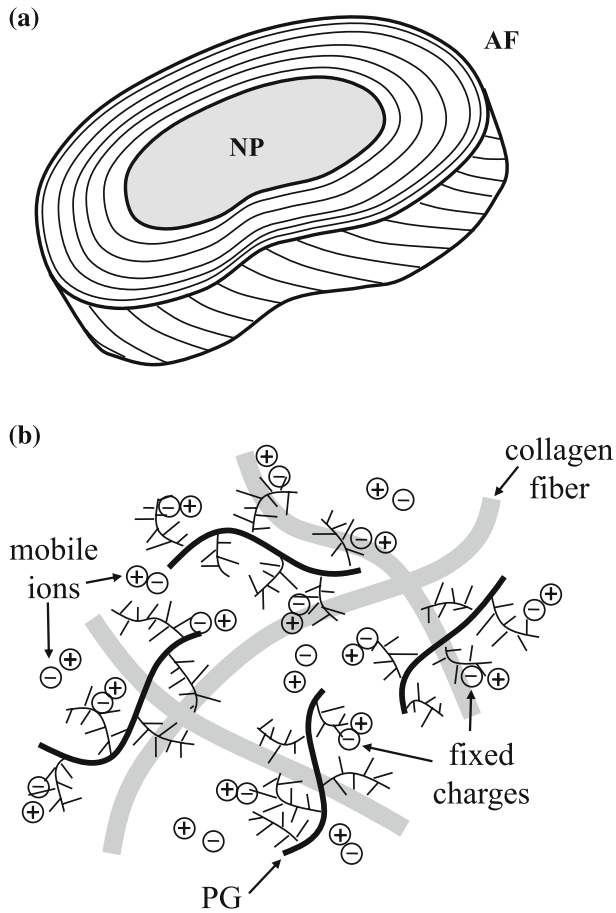 (a)
AF
NP
(b)
collagen
fiber
mobile
ions
fixed
charges
PG